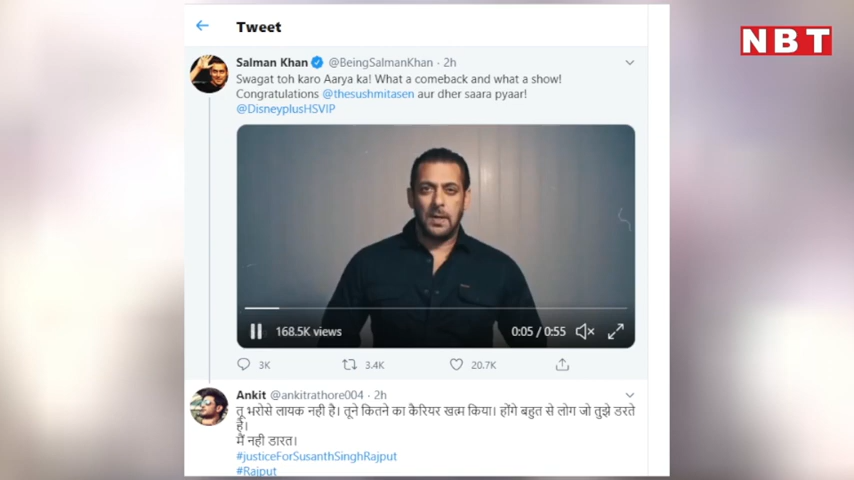 Tweet
NBT
Salman Khan @BeingSalmanKhan · 2h
Swagat toh karo Aarya ka! What a comeback and what a show!
Congratulations @thesushmitasen aur dher saara pyaar!
@DisneyplusHSVIP
168.5K views 0:05 / 0:55
3K 3.4K 20.7K
Ankit @ankitrathore004 · 2h
तू भरोसे लायक नही है। तूने कितने का कैरियर खत्म किया। होंगे बहुत से लोग जो तुझे डरते
है।
मैं नही डारत।
#justiceForSusanthSinghRajput
#Rajput